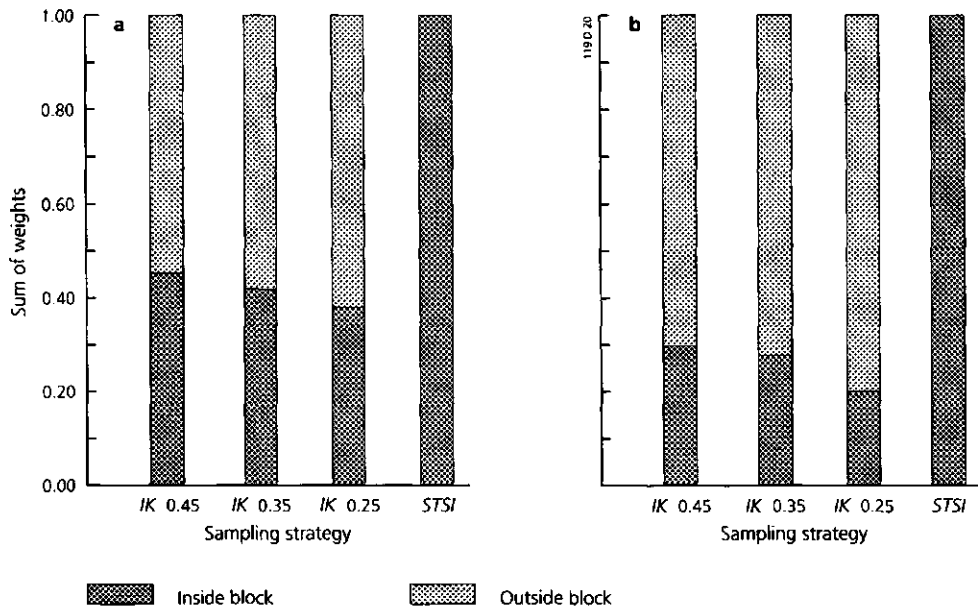 a
1.00
0.80
0.60
0.40
0.20
0.00
Sum of weights
IK 0.45 IK 0.35 IK 0.25 STSI
Sampling strategy
b
119 D 20
IK 0.45 IK 0.35 IK 0.25 STSI
Sampling strategy
Inside block Outside block